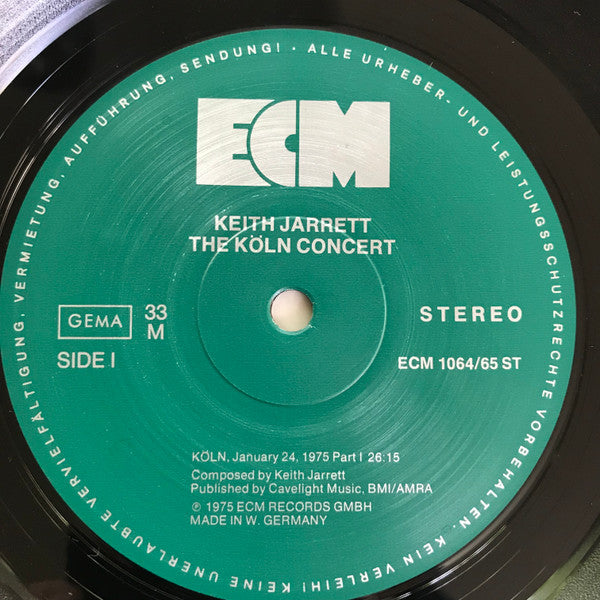 ALLE URHEBER- UND LEISTUNGSSCHUTZRECHTE VORBEHALTEN. KEIN VERLEIH! KEINE UNERLAUBTE VERVIELFÄLTIGUNG, VERMIETUNG, AUFFÜHRUNG, SENDUNG! ·
ECM
KEITH JARRETT
THE KÖLN CONCERT
GEMA 33 STEREO
M
SIDE I ECM 1064/65 ST
KÖLN, January 24, 1975 Part I 26:15
Composed by Keith Jarrett
Published by Cavelight Music, BMI/AMRA
℗ 1975 ECM RECORDS GMBH
MADE IN W. GERMANY